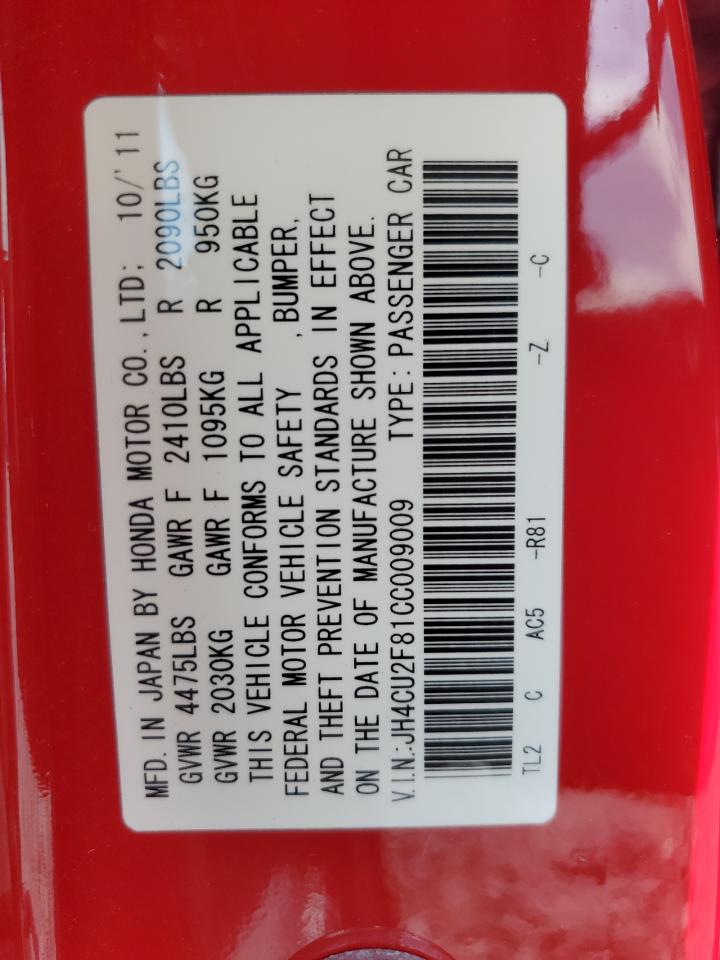 MFD. IN JAPAN BY HONDA MOTOR CO., LTD; 10/'11
GVWR 4475LBS GAWR F 2410LBS R 2090LBS
GVWR 2030KG GAWR F 1095KG R 950KG
THIS VEHICLE CONFORMS TO ALL APPLICABLE
FEDERAL MOTOR VEHICLE SAFETY , BUMPER,
AND THEFT PREVENTION STANDARDS IN EFFECT
ON THE DATE OF MANUFACTURE SHOWN ABOVE.
V.I.N.:JH4CU2F81CC009009 TYPE:PASSENGER CAR
TL2 C AC5 -R81 -Z -C